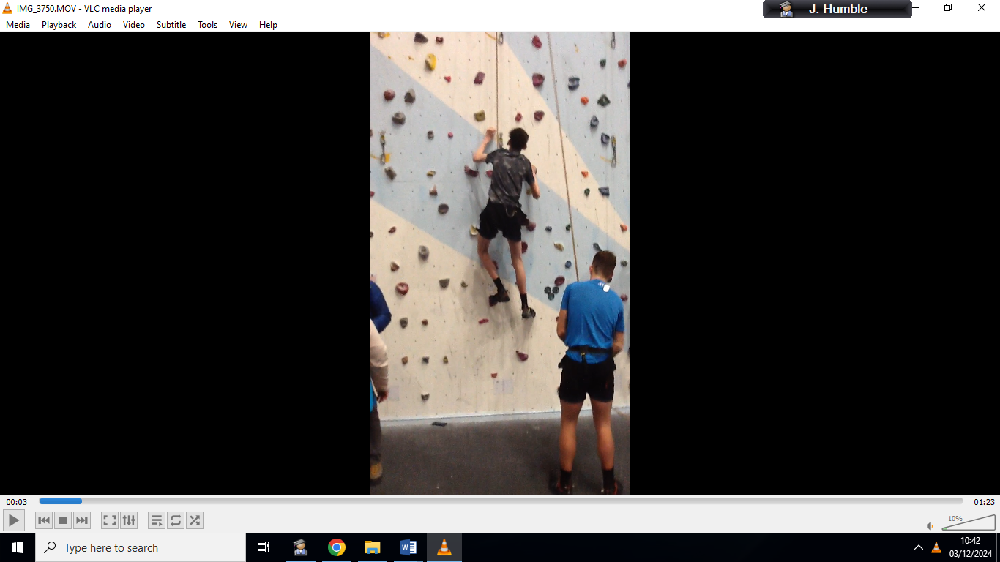 IMG_3750.MOV - VLC media player
J. Humble
Media Playback Audio Video Subtitle Tools View Help
00:03
01:23
10%
Type here to search
10:42
03/12/2024